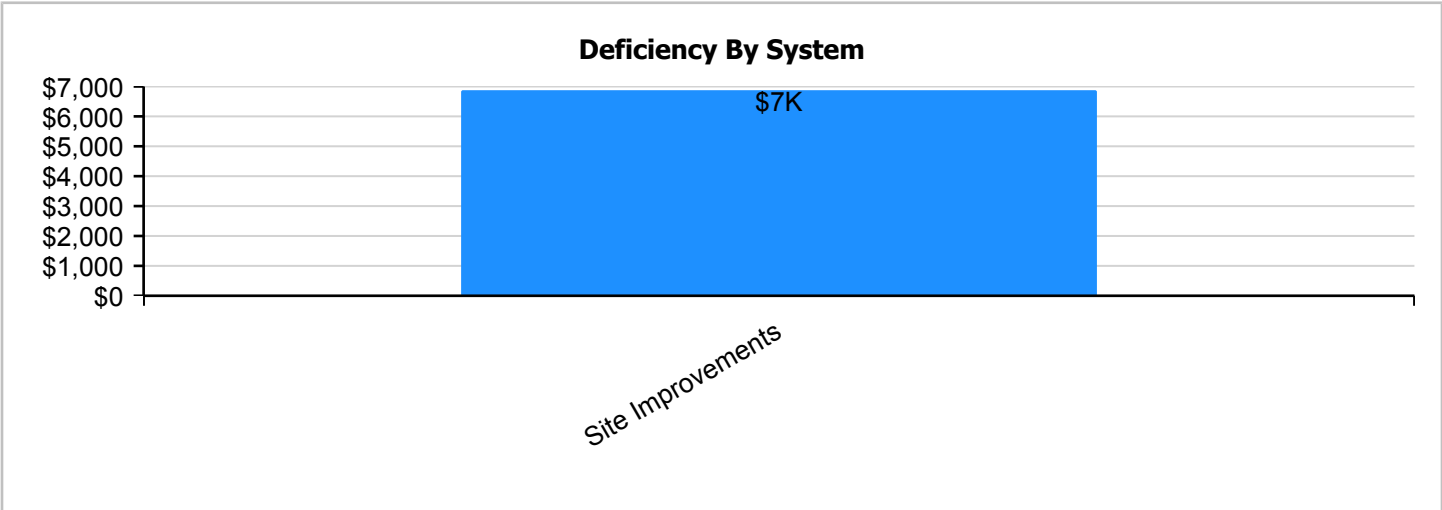 Deficiency By System
$7,000
$6,000
$5,000
$4,000
$3,000
$2,000
$1,000
$0
$7K
Site Improvements